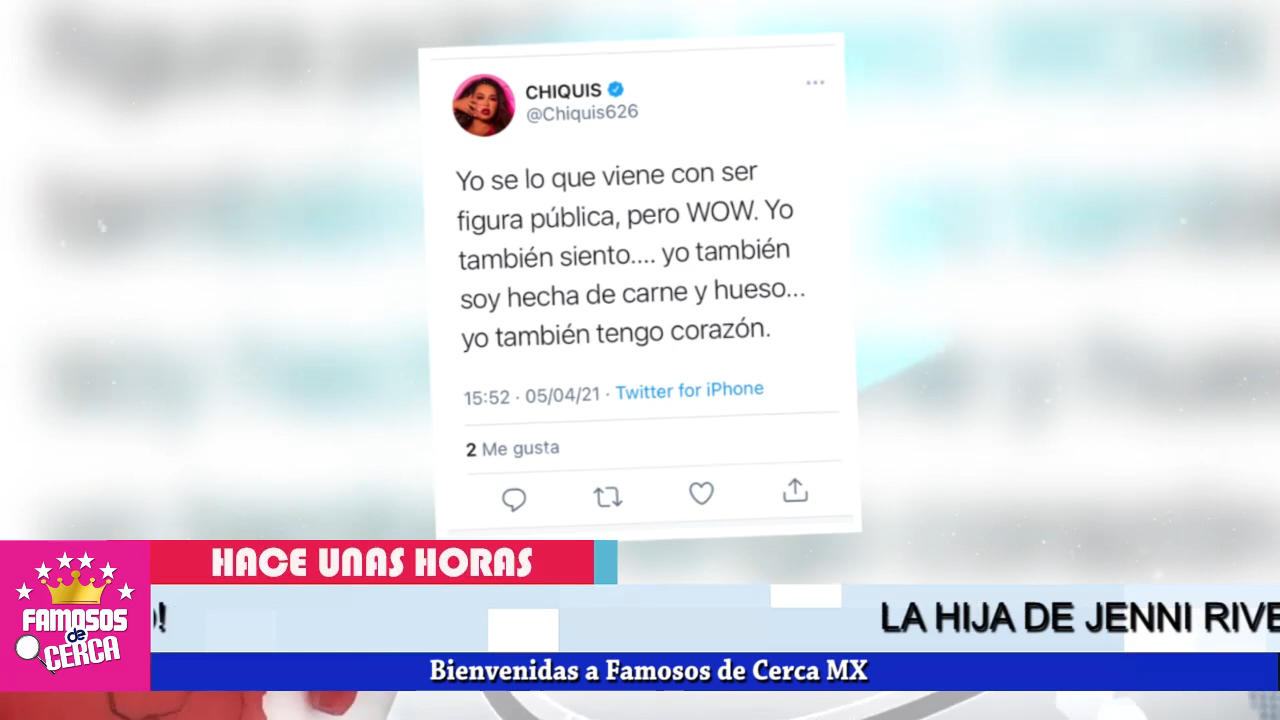 CHIQUIS
@Chiquis626
Yo se lo que viene con ser
figura pública, pero WOW. Yo
también siento.... yo también
soy hecha de carne y hueso...
yo también tengo corazón.
15:52 · 05/04/21 · Twitter for iPhone
2 Me gusta
HACE UNAS HORAS
FAMOSOS
de
CERCA
O! LA HIJA DE JENNI RIVE
Bienvenidas a Famosos de Cerca MX